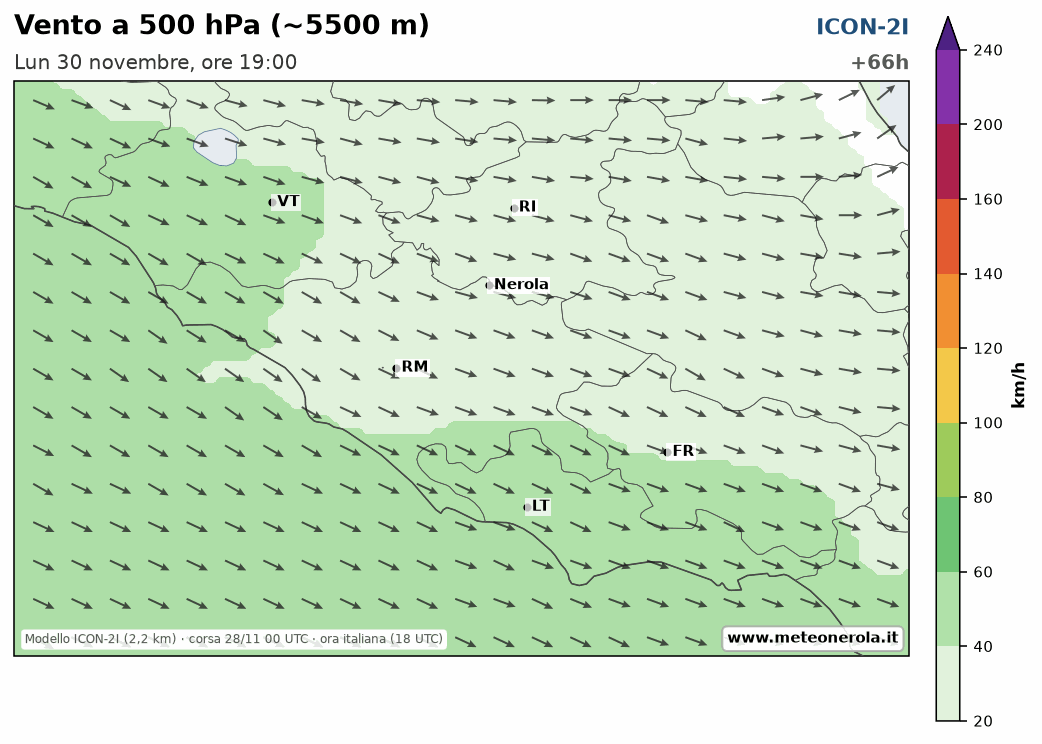 Vento a 500 hPa (~5500 m)
ICON-2I
Lun 30 novembre, ore 19:00
+66h
VT
RI
Nerola
RM
FR
LT
Modello ICON-2I (2,2 km) · corsa 28/11 00 UTC · ora italiana (18 UTC)
www.meteonerola.it
240
200
160
140
120
100
80
60
40
20
km/h